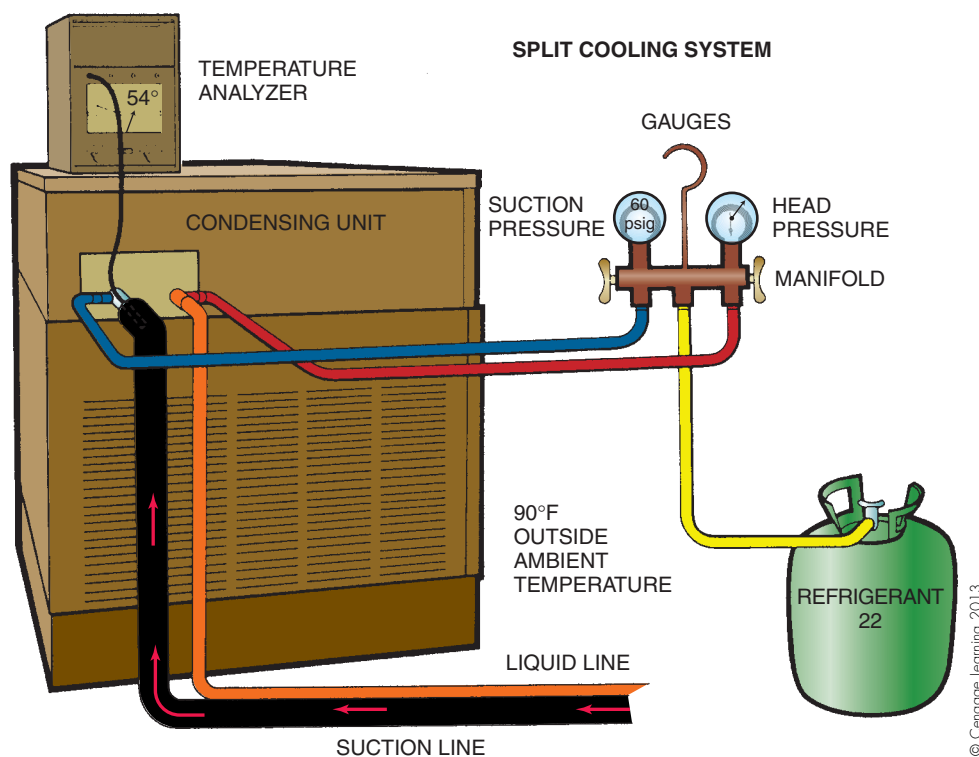 SPLIT COOLING SYSTEM
TEMPERATURE
ANALYZER
54°
GAUGES
CONDENSING UNIT
SUCTION
PRESSURE
60
psig
HEAD
PRESSURE
MANIFOLD
90°F
OUTSIDE
AMBIENT
TEMPERATURE
REFRIGERANT
22
LIQUID LINE
SUCTION LINE
© Cengage Learning 2013